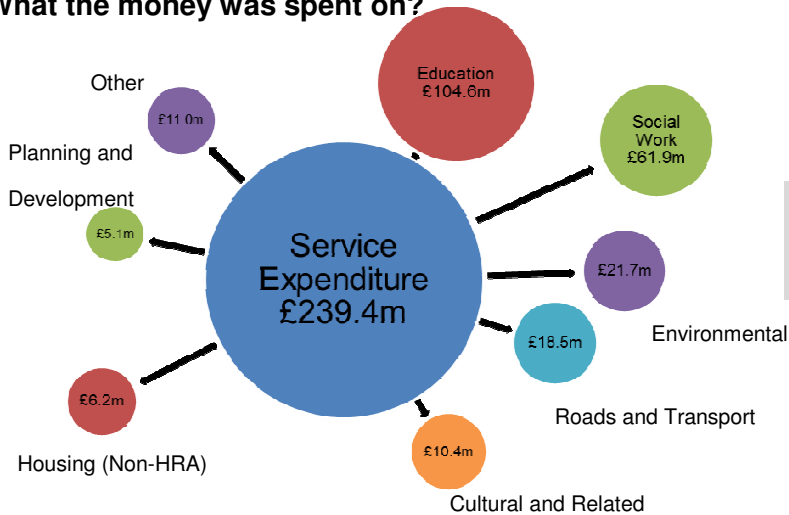 What the money was spent on?
Education
£104.6m
Other
£11.0m
Social
Work
£61.9m
Planning and
Development
£5.1m
Service
Expenditure
£239.4m
£21.7m
Environmental
£18.5m
Roads and Transport
£6.2m
Housing (Non-HRA)
£10.4m
Cultural and Related